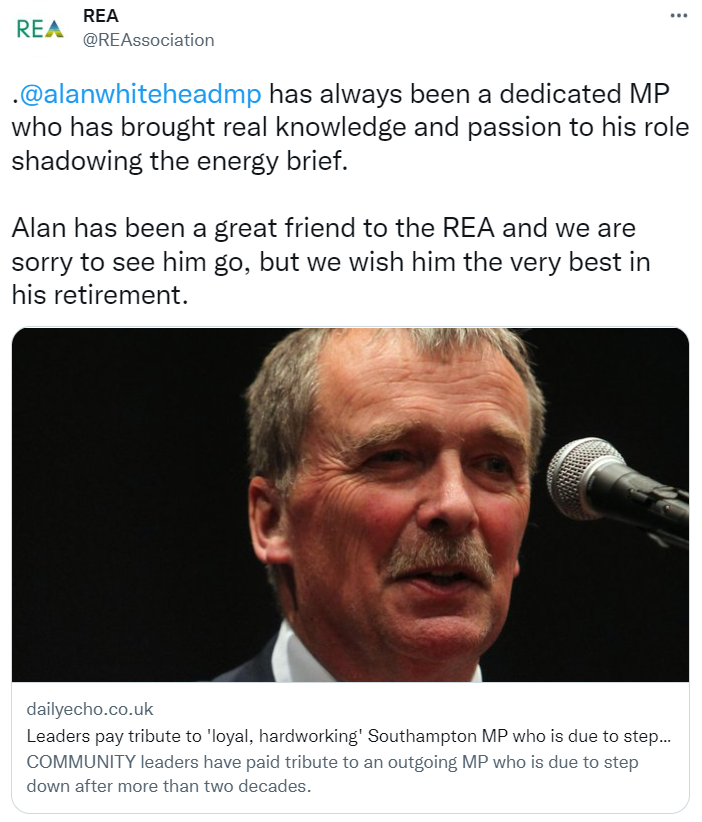 REA
REA
@REAssociation
.@alanwhiteheadmp has always been a dedicated MP
who has brought real knowledge and passion to his role
shadowing the energy brief.
Alan has been a great friend to the REA and we are
sorry to see him go, but we wish him the very best in
his retirement.
dailyecho.co.uk
Leaders pay tribute to 'loyal, hardworking' Southampton MP who is due to step...
COMMUNITY leaders have paid tribute to an outgoing MP who is due to step
down after more than two decades.